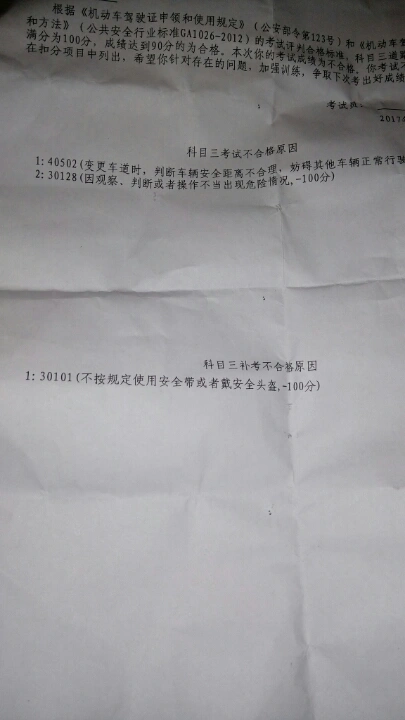 根据《机动车驾驶证申领和使用规定》（公安部令第123号）和《机动车驾
和方法》（公共安全行业标准GA1026-2012）的考试评判合格标准，科目三道路
满分为100分，成绩达到90分的为合格。本次你的考试成绩为不合格。你考试不
在扣分项目中列出，希望你针对存在的问题，加强训练，争取下次考出好成绩
考试员:
2017
科目三考试不合格原因
1:40502(变更车道时，判断车辆安全距离不合理，妨碍其他车辆正常行驶
2:30128(因观察、判断或者操作不当出现危险情况,-100分)
科目三补考不合格原因
1:30101(不按规定使用安全带或者戴安全头盔,-100分)